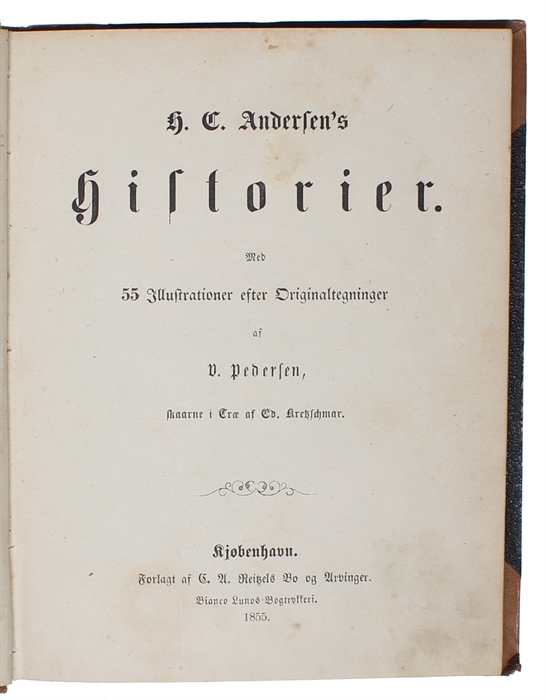 H. C. Andersen's
Historier.
Med
55 Illustrationer efter Originaltegninger
af
V. Pedersen,
skaarne i Træ af Ed. Kretzschmar.
Kjøbenhavn.
Forlagt af C. A. Reitzels Bo og Arvinger.
Bianco Lunos Bogtrykkeri.
1855.